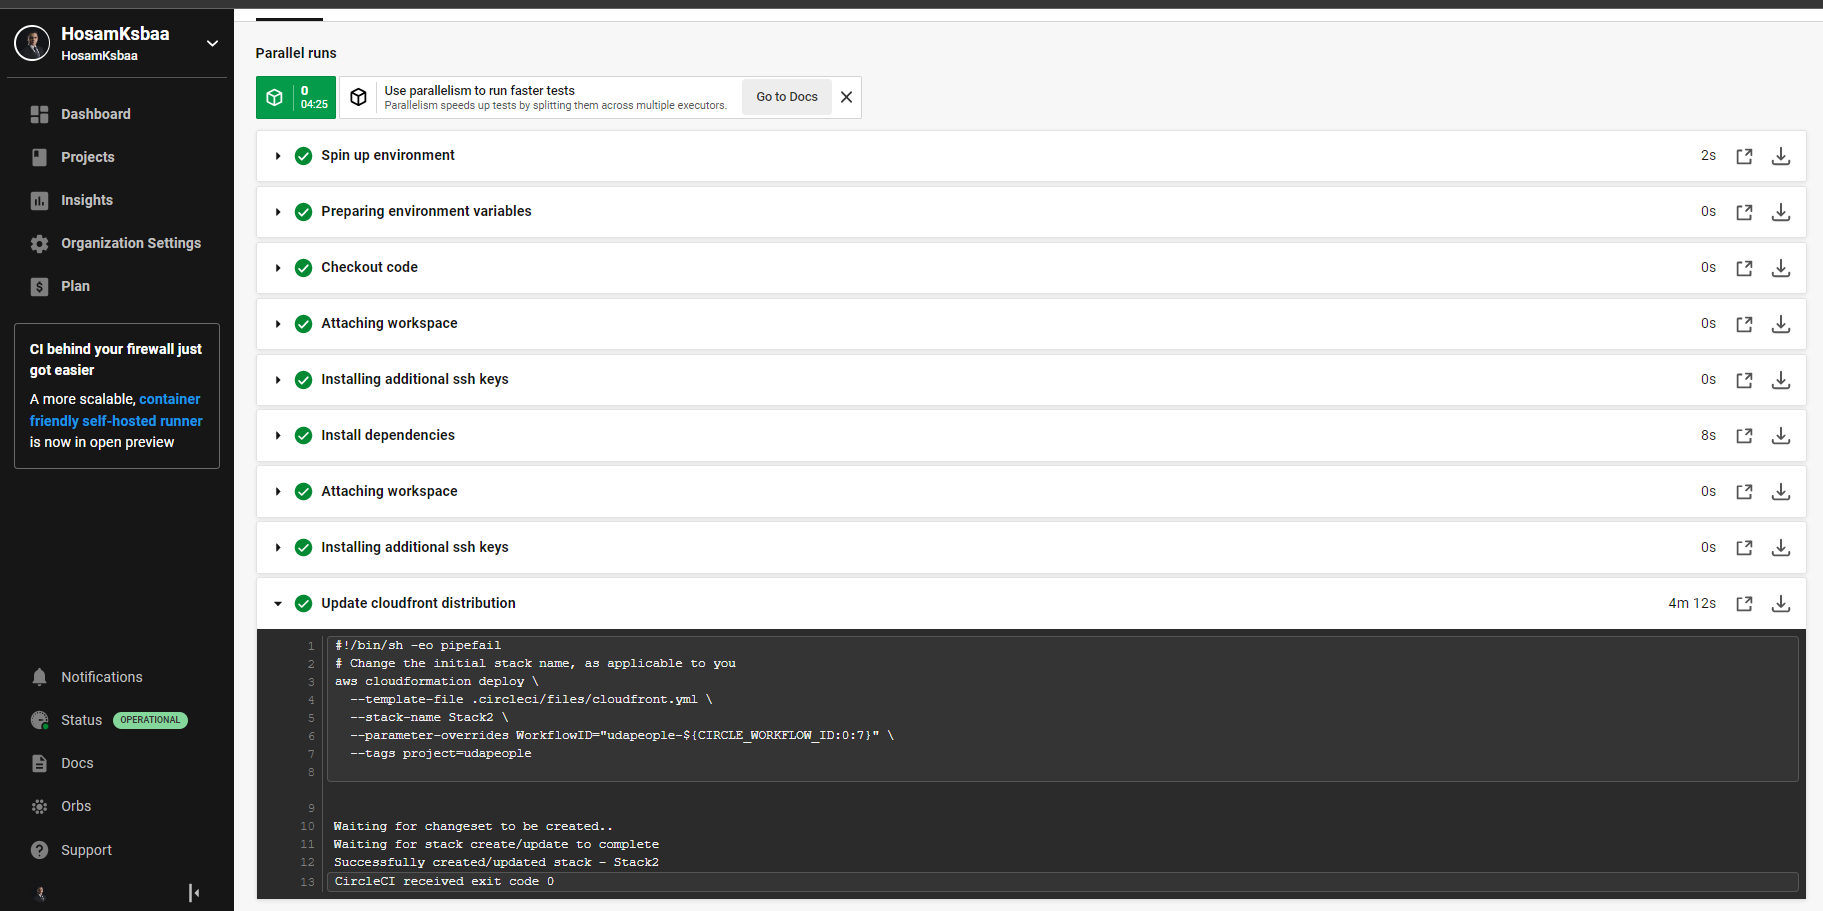 HosamKsbaa
HosamKsbaa
Dashboard
Projects
Insights
Organization Settings
Plan
CI behind your firewall just
got easier
A more scalable, container
friendly self-hosted runner
is now in open preview
Notifications
Status OPERATIONAL
Docs
Orbs
Support
Parallel runs
0
04:25
Use parallelism to run faster tests
Parallelism speeds up tests by splitting them across multiple executors.
Go to Docs
Spin up environment 2s
Preparing environment variables 0s
Checkout code 0s
Attaching workspace 0s
Installing additional ssh keys 0s
Install dependencies 8s
Attaching workspace 0s
Installing additional ssh keys 0s
Update cloudfront distribution 4m 12s
1 #!/bin/sh -eo pipefail
2 # Change the initial stack name, as applicable to you
3 aws cloudformation deploy \
4 --template-file .circleci/files/cloudfront.yml \
5 --stack-name Stack2 \
6 --parameter-overrides WorkflowID="udapeople-${CIRCLE_WORKFLOW_ID:0:7}" \
7 --tags project=udapeople
8
9
10 Waiting for changeset to be created..
11 Waiting for stack create/update to complete
12 Successfully created/updated stack - Stack2
13 CircleCI received exit code 0